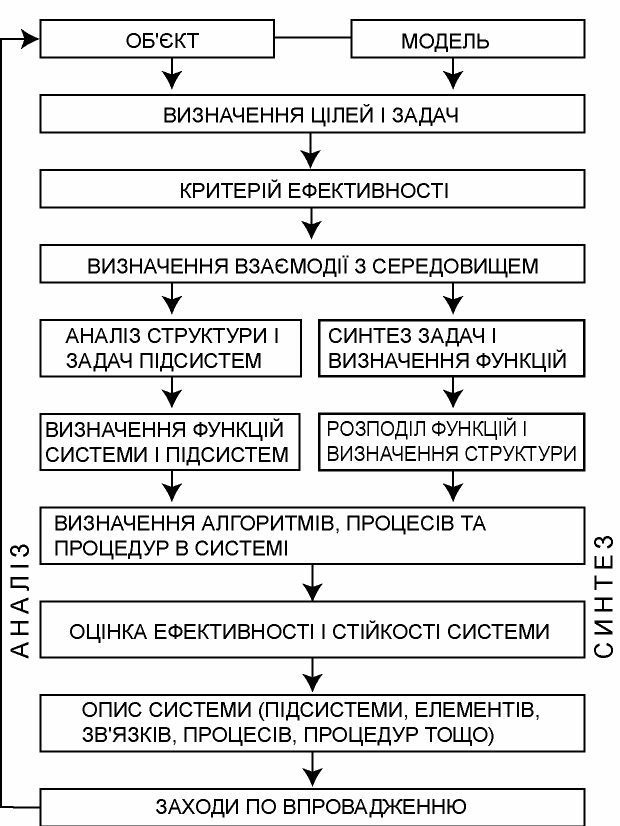 ОБ'ЄКТ
МОДЕЛЬ
ВИЗНАЧЕННЯ ЦІЛЕЙ І ЗАДАЧ
КРИТЕРІЙ ЕФЕКТИВНОСТІ
ВИЗНАЧЕННЯ ВЗАЄМОДІЇ З СЕРЕДОВИЩЕМ
АНАЛІЗ СТРУКТУРИ І
ЗАДАЧ ПІДСИСТЕМ
СИНТЕЗ ЗАДАЧ І
ВИЗНАЧЕННЯ ФУНКЦІЙ
ВИЗНАЧЕННЯ ФУНКЦІЙ
СИСТЕМИ І ПІДСИСТЕМ
РОЗПОДІЛ ФУНКЦІЙ І
ВИЗНАЧЕННЯ СТРУКТУРИ
ВИЗНАЧЕННЯ АЛГОРИТМІВ, ПРОЦЕСІВ ТА
ПРОЦЕДУР В СИСТЕМІ
ОЦІНКА ЕФЕКТИВНОСТІ І СТІЙКОСТІ СИСТЕМИ
ОПИС СИСТЕМИ (ПІДСИСТЕМИ, ЕЛЕМЕНТІВ,
ЗВ'ЯЗКІВ, ПРОЦЕСІВ, ПРОЦЕДУР ТОЩО)
ЗАХОДИ ПО ВПРОВАДЖЕННЮ
АНАЛІЗ
СИНТЕЗ